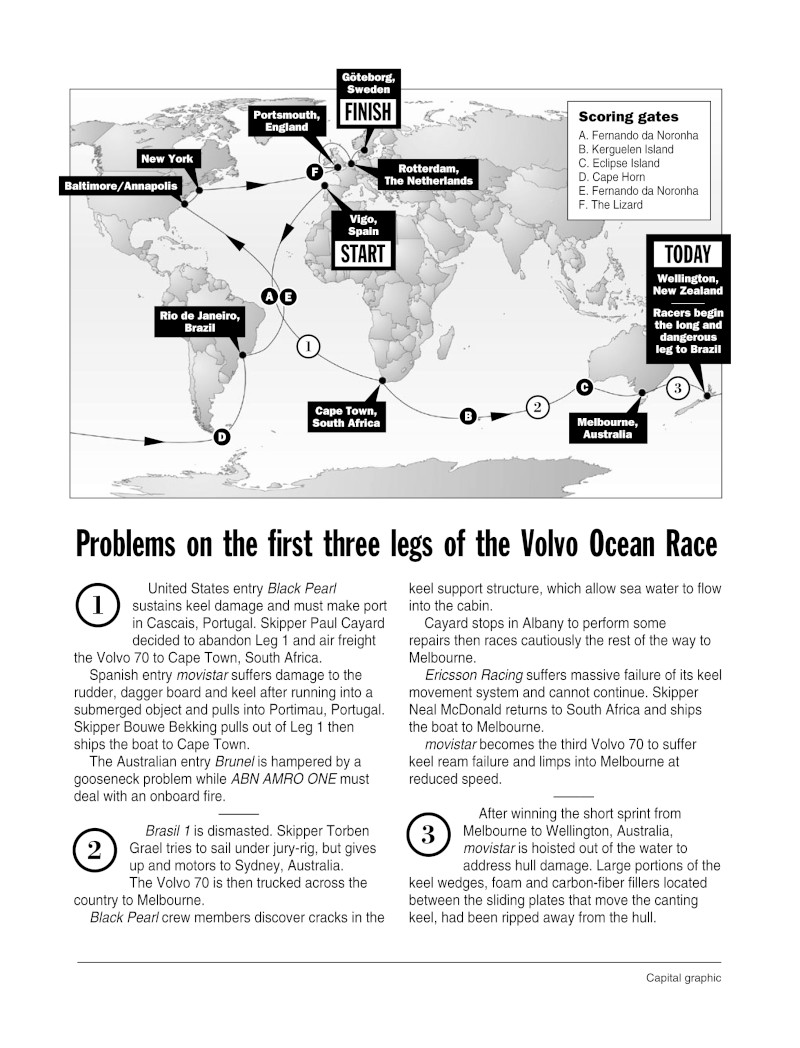 Göteborg,
Sweden
FINISH
Portsmouth,
England
New York
Baltimore/Annapolis
F
Rotterdam,
The Netherlands
Vigo,
Spain
START
Scoring gates
A. Fernando da Noronha
B. Kerguelen Island
C. Eclipse Island
D. Cape Horn
E. Fernando da Noronha
F. The Lizard
TODAY
Wellington,
New Zealand
Racers begin
the long and
dangerous
leg to Brazil
A E
Rio de Janeiro,
Brazil
1
Cape Town,
South Africa
B
2
C
3
Melbourne,
Australia
D
Problems on the first three legs of the Volvo Ocean Race
1
United States entry Black Pearl
sustains keel damage and must make port
in Cascais, Portugal. Skipper Paul Cayard
decided to abandon Leg 1 and air freight
the Volvo 70 to Cape Town, South Africa.
Spanish entry movistar suffers damage to the
rudder, dagger board and keel after running into a
submerged object and pulls into Portimau, Portugal.
Skipper Bouwe Bekking pulls out of Leg 1 then
ships the boat to Cape Town.
The Australian entry Brunel is hampered by a
gooseneck problem while ABN AMRO ONE must
deal with an onboard fire.
2
Brasil 1 is dismasted. Skipper Torben
Grael tries to sail under jury-rig, but gives
up and motors to Sydney, Australia.
The Volvo 70 is then trucked across the
country to Melbourne.
Black Pearl crew members discover cracks in the
keel support structure, which allow sea water to flow
into the cabin.
Cayard stops in Albany to perform some
repairs then races cautiously the rest of the way to
Melbourne.
Ericsson Racing suffers massive failure of its keel
movement system and cannot continue. Skipper
Neal McDonald returns to South Africa and ships
the boat to Melbourne.
movistar becomes the third Volvo 70 to suffer
keel ream failure and limps into Melbourne at
reduced speed.
3
After winning the short sprint from
Melbourne to Wellington, Australia,
movistar is hoisted out of the water to
address hull damage. Large portions of the
keel wedges, foam and carbon-fiber fillers located
between the sliding plates that move the canting
keel, had been ripped away from the hull.
Capital graphic